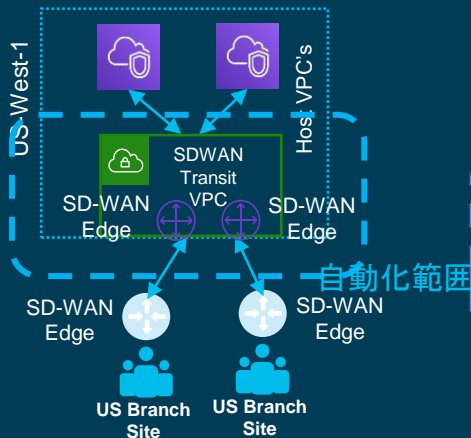 US-West-1
Host VPC's
SDWAN
Transit
VPC
SD-WAN
Edge
SD-WAN
Edge
自動化範囲
SD-WAN
Edge
SD-WAN
Edge
US Branch
Site
US Branch
Site